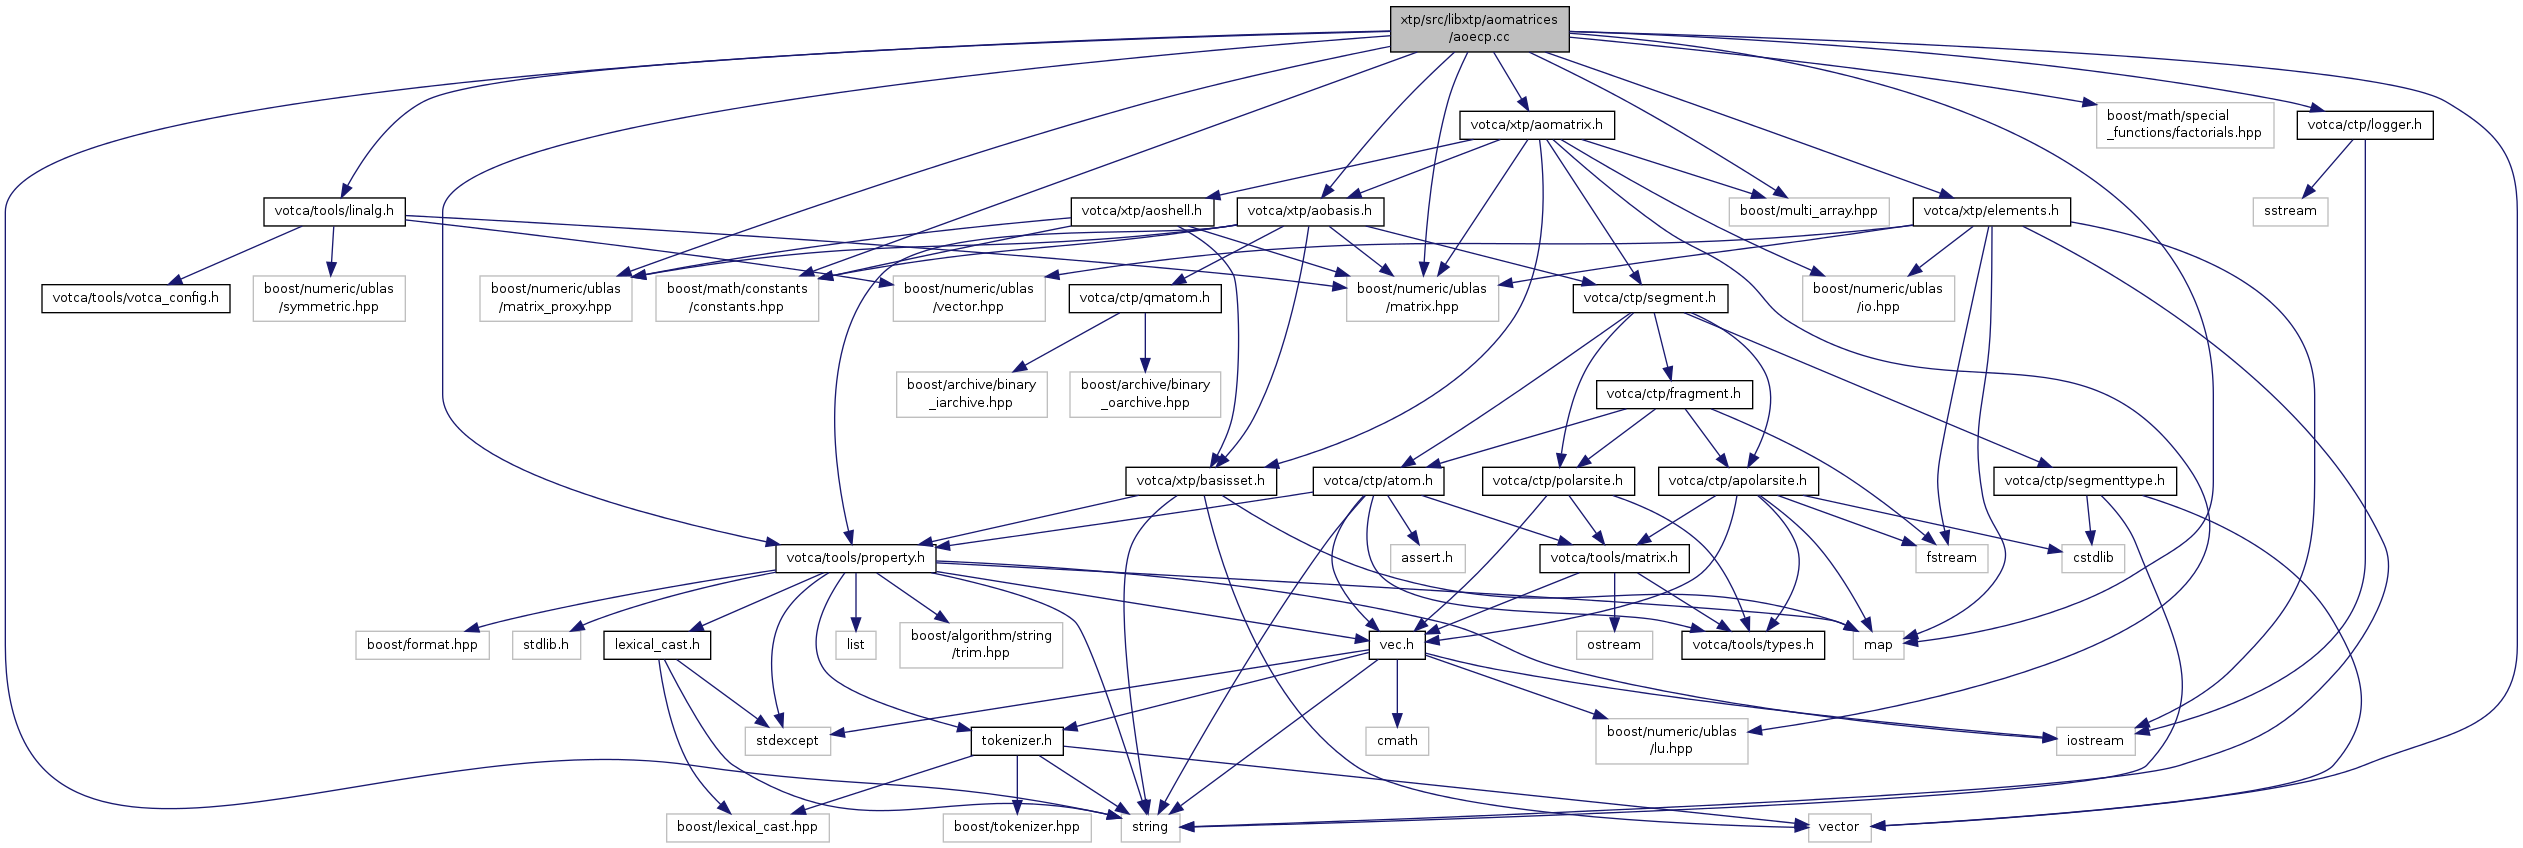 xtp/src/libxtp/aomatrices
/aoecp.cc
votca/xtp/aomatrix.h
boost/math/special
_functions/factorials.hpp
votca/ctp/logger.h
votca/tools/linalg.h
votca/xtp/aoshell.h
votca/xtp/aobasis.h
boost/multi_array.hpp
votca/xtp/elements.h
sstream
votca/tools/votca_config.h
boost/numeric/ublas
/symmetric.hpp
boost/numeric/ublas
/matrix_proxy.hpp
boost/math/constants
/constants.hpp
boost/numeric/ublas
/vector.hpp
votca/ctp/qmatom.h
boost/numeric/ublas
/matrix.hpp
votca/ctp/segment.h
boost/numeric/ublas
/io.hpp
boost/archive/binary
_iarchive.hpp
boost/archive/binary
_oarchive.hpp
votca/ctp/fragment.h
votca/xtp/basisset.h
votca/ctp/atom.h
votca/ctp/polarsite.h
votca/ctp/apolarsite.h
votca/ctp/segmenttype.h
votca/tools/property.h
assert.h
votca/tools/matrix.h
fstream
cstdlib
boost/format.hpp
stdlib.h
lexical_cast.h
list
boost/algorithm/string
/trim.hpp
vec.h
ostream
votca/tools/types.h
map
stdexcept
tokenizer.h
cmath
boost/numeric/ublas
/lu.hpp
iostream
boost/lexical_cast.hpp
boost/tokenizer.hpp
string
vector